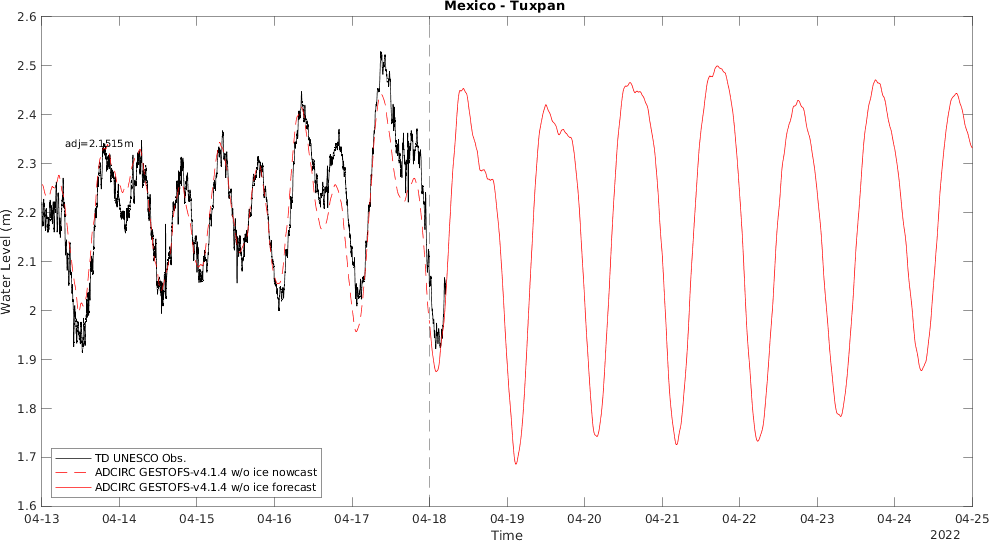 Mexico - Tuxpan
2.6
2.5
2.4
2.3
2.2
2.1
2
1.9
1.8
1.7
1.6
Water Level (m)
adj=2.1515m
TD UNESCO Obs.
ADCIRC GESTOFS-v4.1.4 w/o ice nowcast
ADCIRC GESTOFS-v4.1.4 w/o ice forecast
04-13 04-14 04-15 04-16 04-17 04-18 04-19 04-20 04-21 04-22 04-23 04-24 04-25
Time
2022